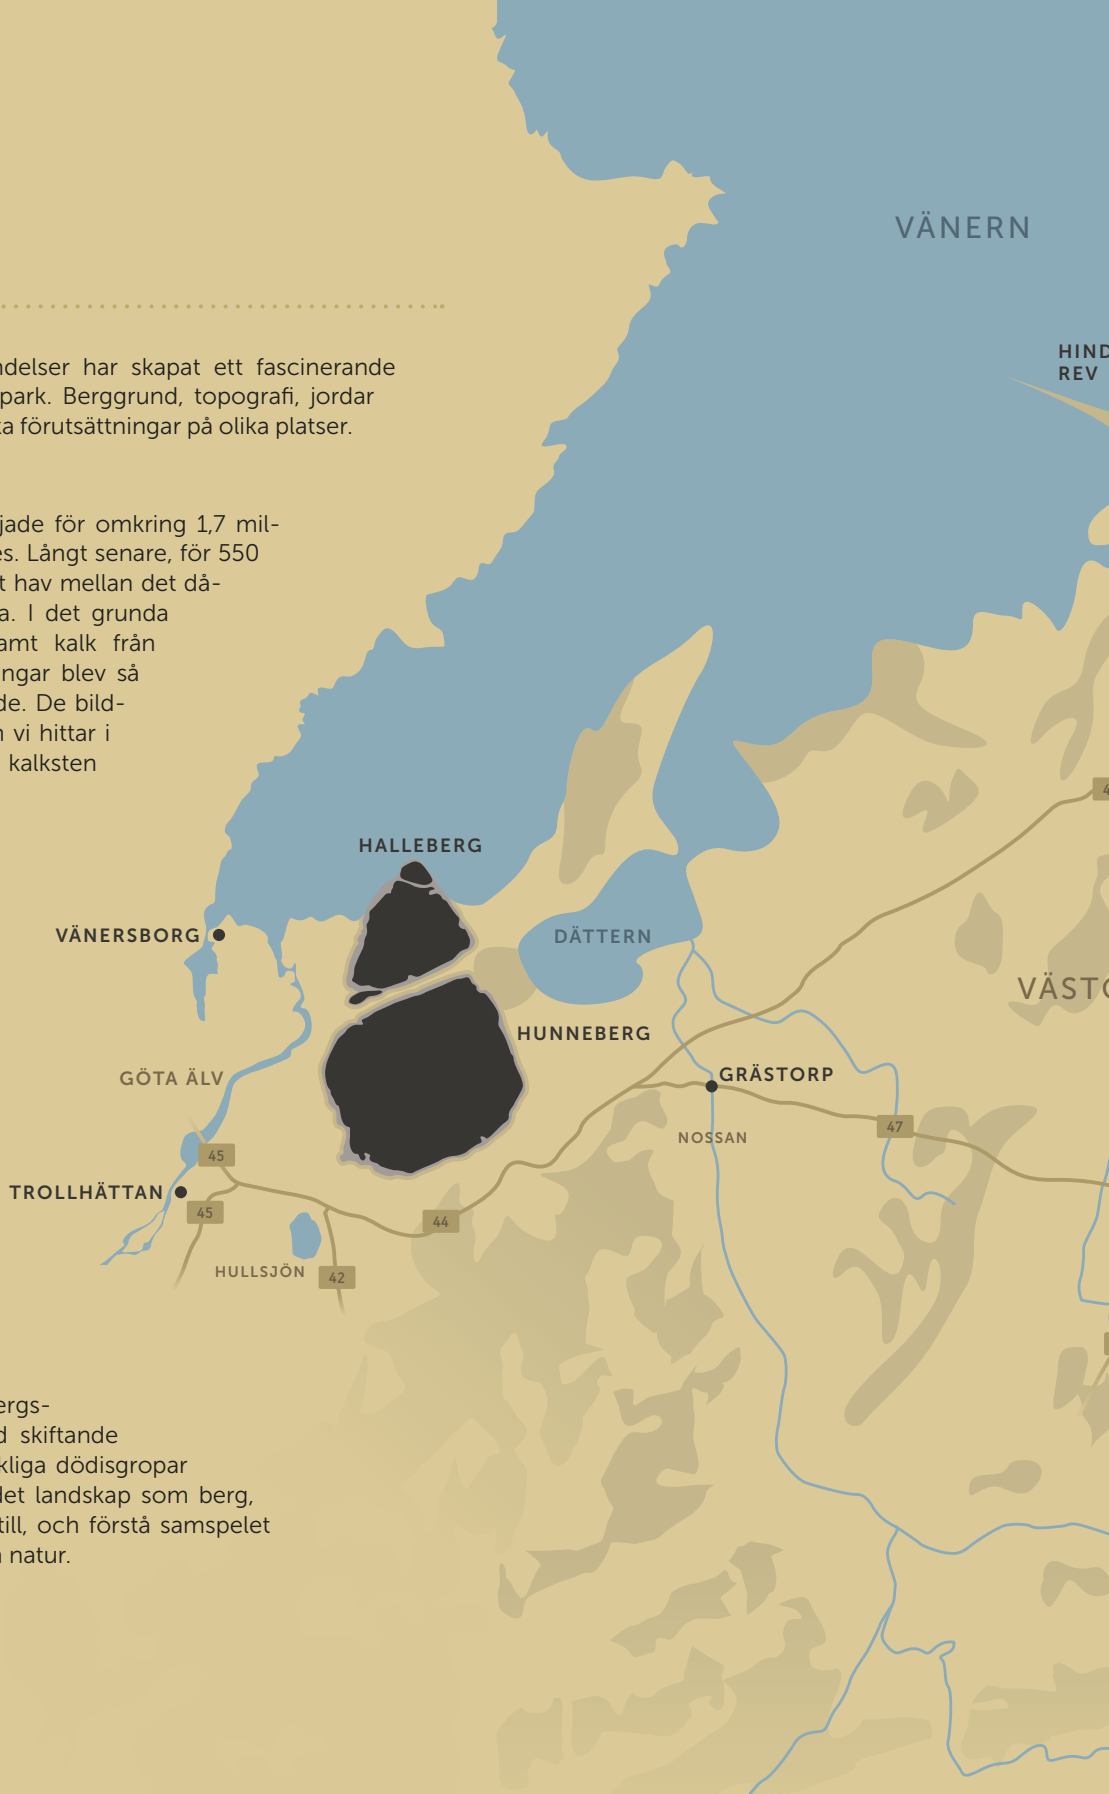 VÄNERN
HIND
REV
ndelser har skapat ett fascinerande
park. Berggrund, topografi, jordar
ka förutsättningar på olika platser.
jade för omkring 1,7 mil-
es. Långt senare, för 550
t hav mellan det då-
a. I det grunda
amt kalk från
ngar blev så
de. De bild-
n vi hittar i
kalksten
4
HALLEBERG
VÄNERSBORG
DÄTTERN
VÄSTG
HUNNEBERG
GÖTA ÄLV
GRÄSTORP
47
NOSSAN
45
TROLLHÄTTAN
45
44
HULLSJÖN
42
ergs-
d skiftande
kliga dödisgropar
det landskap som berg,
till, och förstå samspelet
n natur.